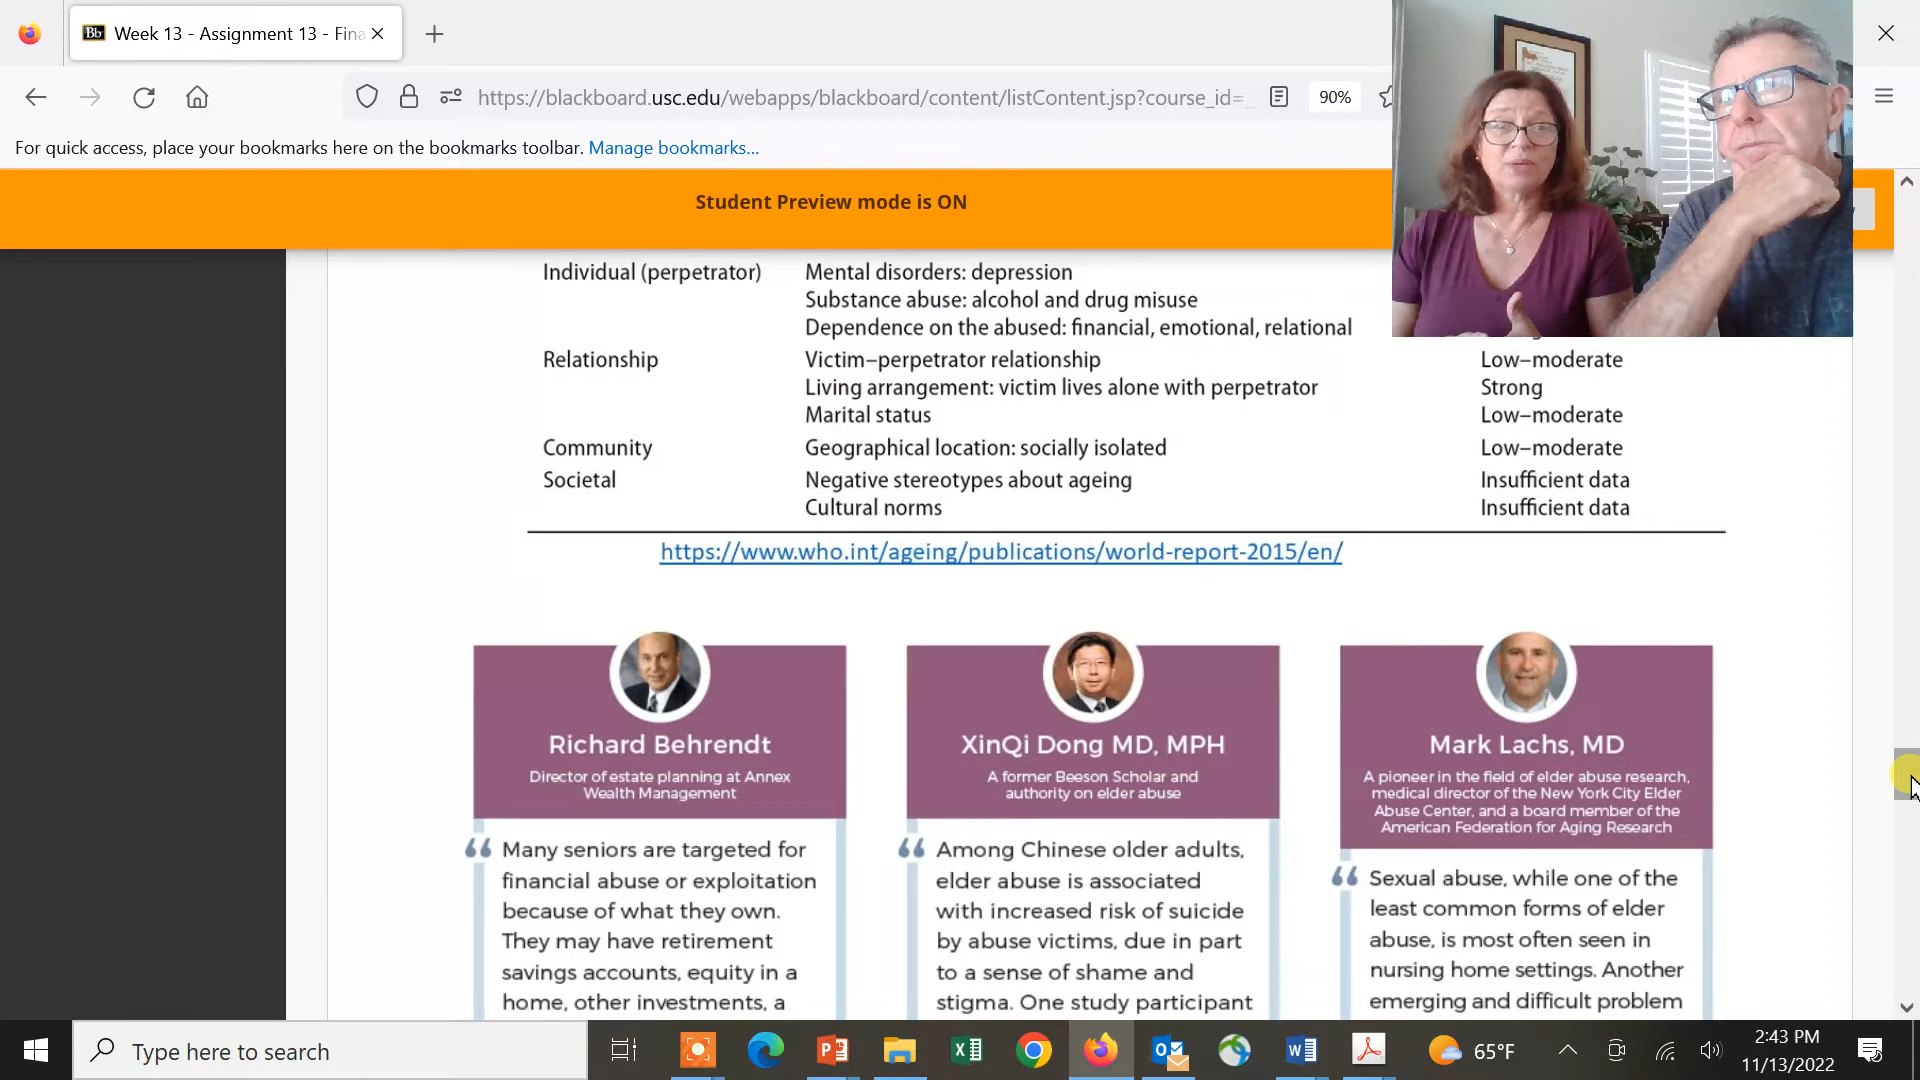 Week 13 - Assignment 13 - Fina
https://blackboard.usc.edu/webapps/blackboard/content/listContent.jsp?course_id=
90%
For quick access, place your bookmarks here on the bookmarks toolbar. Manage bookmarks...
Student Preview mode is ON
Individual (perpetrator) Mental disorders: depression
Substance abuse: alcohol and drug misuse
Dependence on the abused: financial, emotional, relational
Relationship Victim–perpetrator relationship Low–moderate
Living arrangement: victim lives alone with perpetrator Strong
Marital status Low–moderate
Community Geographical location: socially isolated Low–moderate
Societal Negative stereotypes about ageing Insufficient data
Cultural norms Insufficient data
https://www.who.int/ageing/publications/world-report-2015/en/
Richard Behrendt
Director of estate planning at Annex
Wealth Management
“ Many seniors are targeted for
financial abuse or exploitation
because of what they own.
They may have retirement
savings accounts, equity in a
home, other investments, a
XinQi Dong MD, MPH
A former Beeson Scholar and
authority on elder abuse
“ Among Chinese older adults,
elder abuse is associated
with increased risk of suicide
by abuse victims, due in part
to a sense of shame and
stigma. One study participant
Mark Lachs, MD
A pioneer in the field of elder abuse research,
medical director of the New York City Elder
Abuse Center, and a board member of the
American Federation for Aging Research
“ Sexual abuse, while one of the
least common forms of elder
abuse, is most often seen in
nursing home settings. Another
emerging and difficult problem
Type here to search
65°F
2:43 PM
11/13/2022